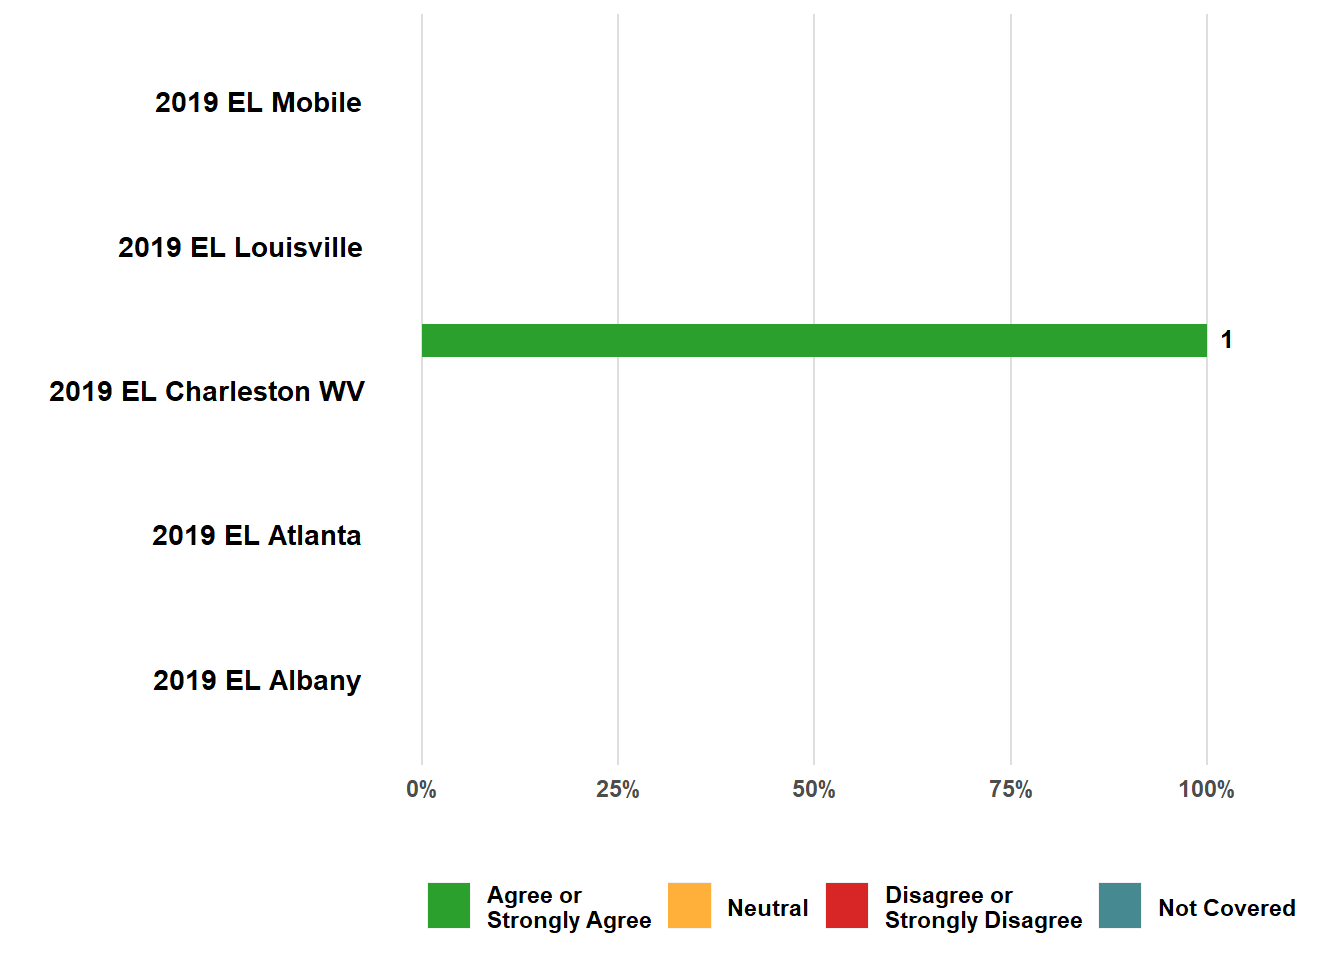 2019 EL Mobile
2019 EL Louisville
1
2019 EL Charleston WV
2019 EL Atlanta
2019 EL Albany
0% 25% 50% 75% 100%
Agree or
Strongly Agree
Neutral
Disagree or
Strongly Disagree
Not Covered